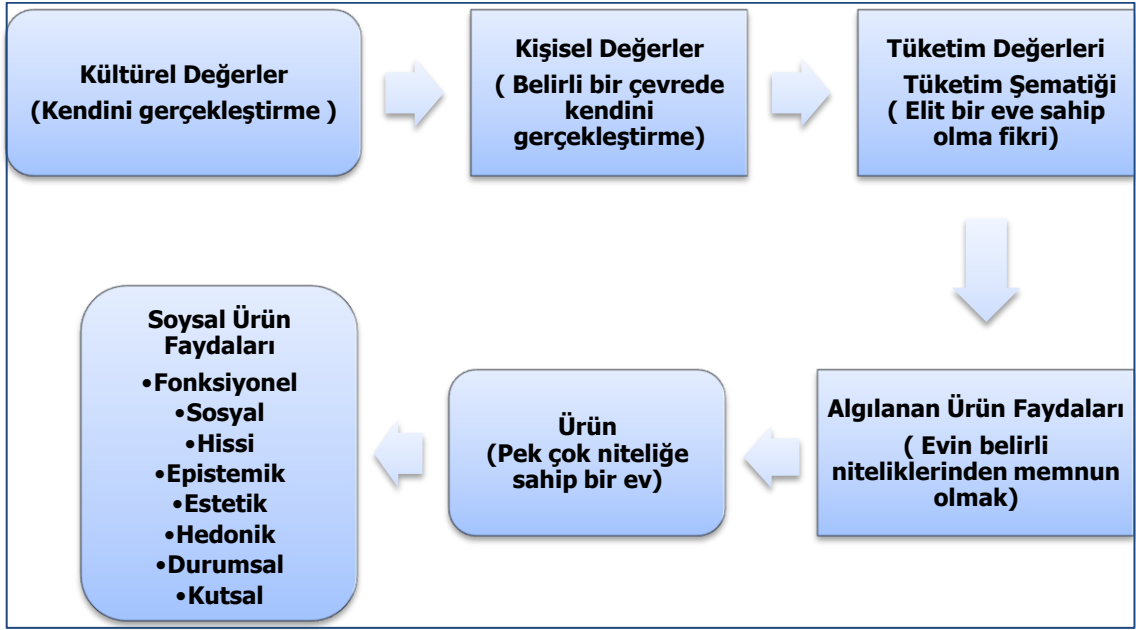 Kültürel Değerler
(Kendini gerçekleştirme )
Kişisel Değerler
( Belirli bir çevrede
kendini
gerçekleştirme)
Tüketim Değerleri
Tüketim Şematiği
( Elit bir eve sahip
olma fikri)
Algılanan Ürün Faydaları
( Evin belirli
niteliklerinden memnun
olmak)
Ürün
(Pek çok niteliğe
sahip bir ev)
Soysal Ürün
Faydaları
•Fonksiyonel
•Sosyal
•Hissi
•Epistemik
•Estetik
•Hedonik
•Durumsal
•Kutsal